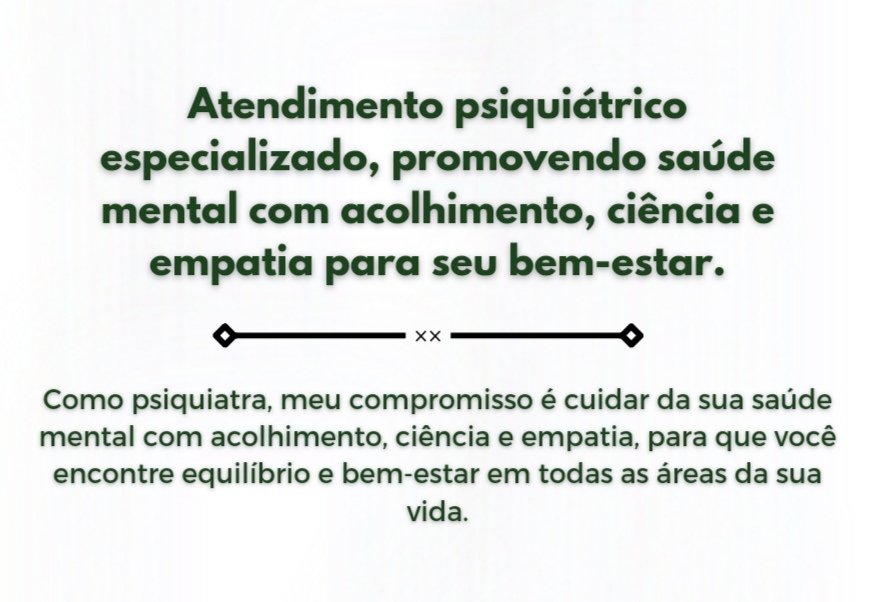 Atendimento psiquiátrico
especializado, promovendo saúde
mental com acolhimento, ciência e
empatia para seu bem-estar.
××
Como psiquiatra, meu compromisso é cuidar da sua saúde
mental com acolhimento, ciência e empatia, para que você
encontre equilíbrio e bem-estar em todas as áreas da sua
vida.